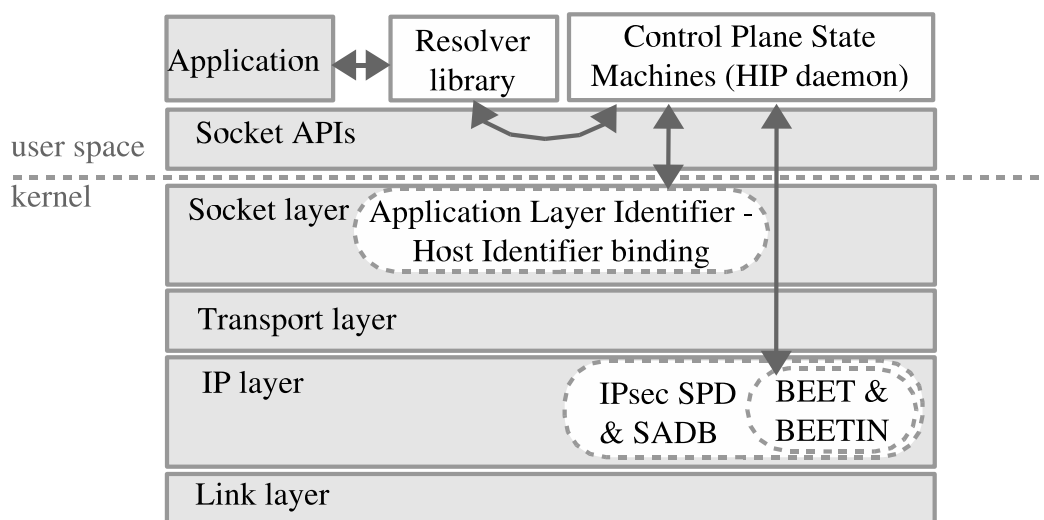 Application
Resolver
library
Control Plane State
Machines (HIP daemon)
Socket APIs
user space
kernel
Socket layer
Application Layer Identifier -
Host Identifier binding
Transport layer
IP layer
IPsec SPD
& SADB
BEET &
BEETIN
Link layer